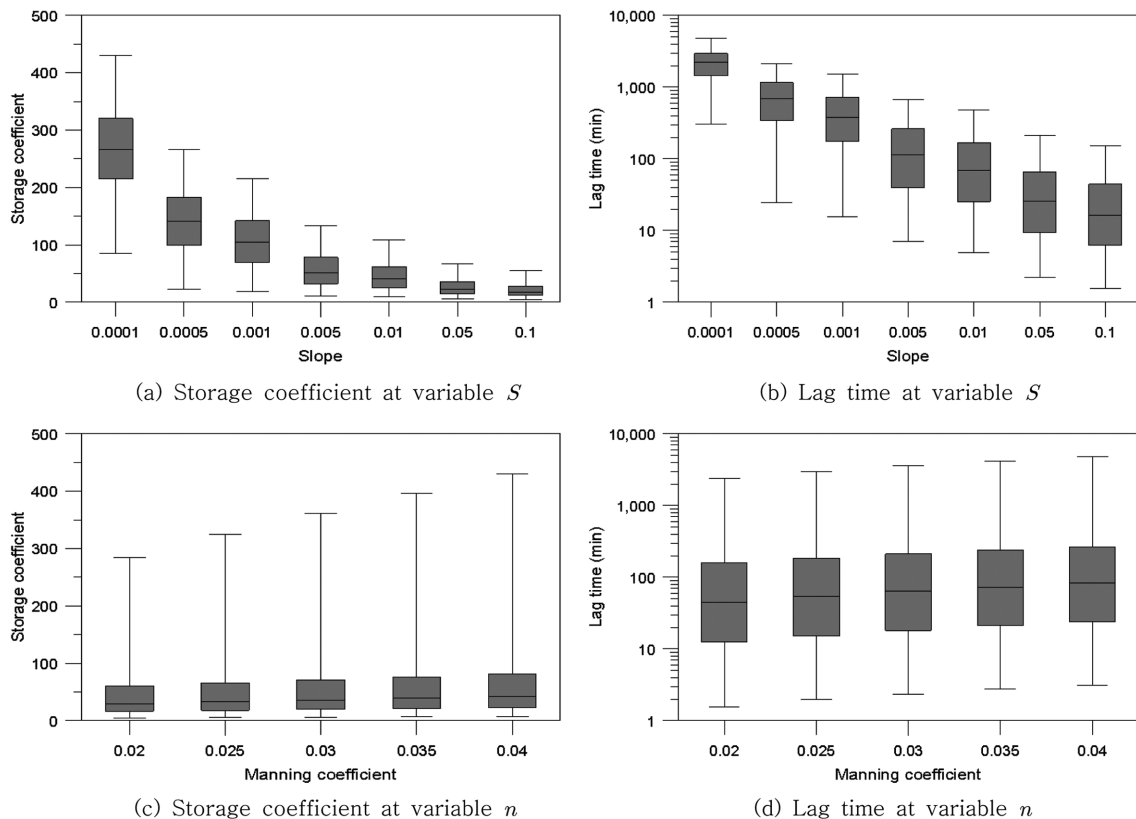 500
400
300
200
100
0
Storage coefficient
0.0001 0.0005 0.001 0.005 0.01 0.05 0.1
Slope
(a) Storage coefficient at variable S
10,000
1,000
100
10
1
Lag time (min)
0.0001 0.0005 0.001 0.005 0.01 0.05 0.1
Slope
(b) Lag time at variable S
500
400
300
200
100
0
Storage coefficient
0.02 0.025 0.03 0.035 0.04
Manning coefficient
(c) Storage coefficient at variable n
10,000
1,000
100
10
1
Lag time (min)
0.02 0.025 0.03 0.035 0.04
Manning coefficient
(d) Lag time at variable n